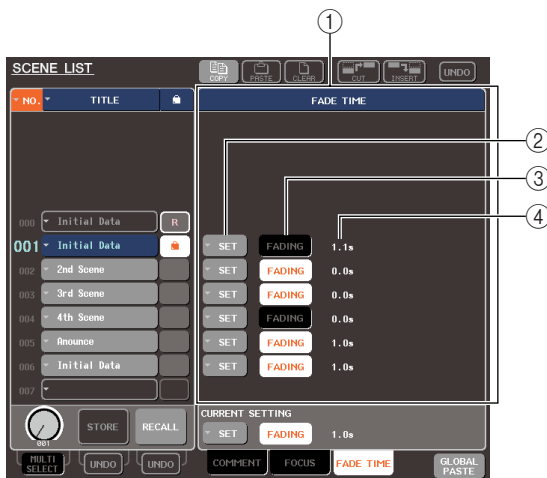 ①
SCENE LIST
COPY PASTE CLEAR CUT INSERT UNDO
NO. TITLE FADE TIME
②
③
④
000 Initial Data R
001 Initial Data SET FADING 1.1s
002 2nd Scene SET FADING 0.0s
003 3rd Scene SET FADING 0.0s
004 4th Scene SET FADING 0.0s
005 Anounce SET FADING 1.0s
006 Initial Data SET FADING 1.0s
007
CURRENT SETTING
001 STORE RECALL SET FADING 1.0s
MULTI SELECT UNDO UNDO COMMENT FOCUS FADE TIME GLOBAL PASTE